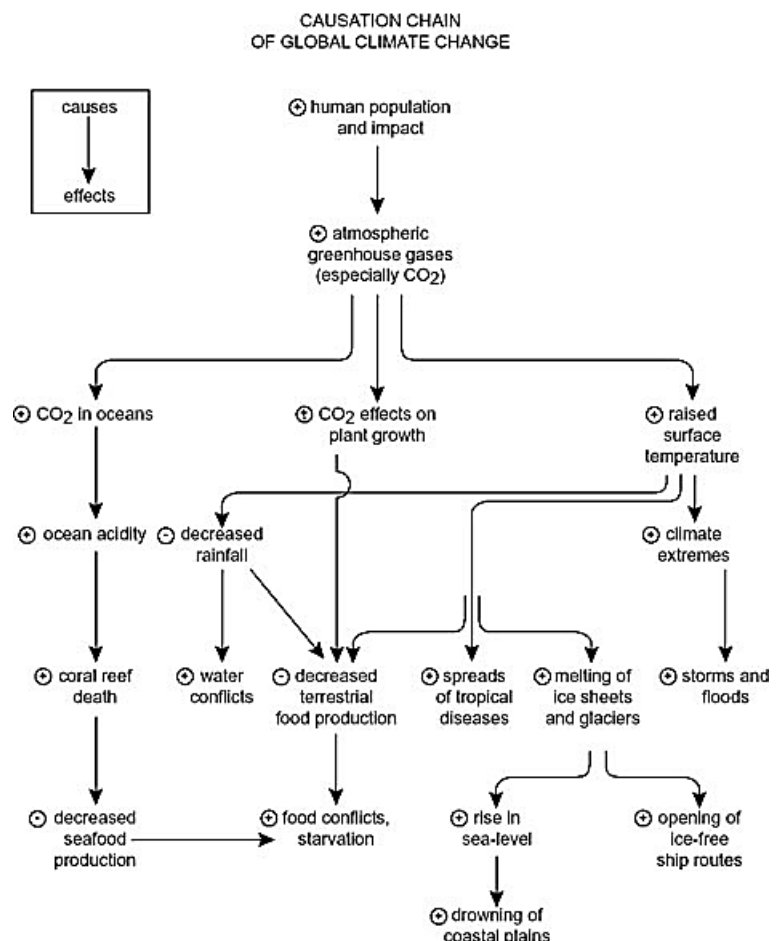 CAUSATION CHAIN
OF GLOBAL CLIMATE CHANGE
causes
effects
+ human population
and impact
+ atmospheric
greenhouse gases
(especially CO2)
+ CO2 in oceans
↑ CO2 effects on
plant growth
+ raised
surface
temperature
+ ocean acidity
- decreased
rainfall
+ climate
extremes
+ coral reef
death
+ water
conflicts
- decreased
terrestrial
food production
+ spreads
of tropical
diseases
+ melting of
ice sheets
and glaciers
+ storms and
floods
- decreased
seafood
production
+ food conflicts,
starvation
+ rise in
sea-level
+ opening of
ice-free
ship routes
+ drowning of
coastal plains